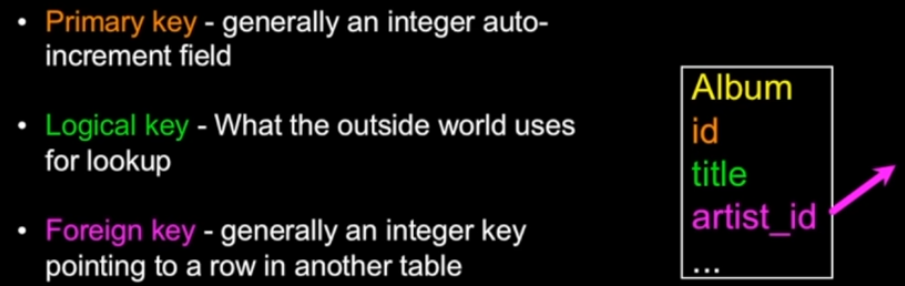 • Primary key - generally an integer auto-
increment field
• Logical key - What the outside world uses
for lookup
• Foreign key - generally an integer key
pointing to a row in another table
Album
id
title
artist_id
...